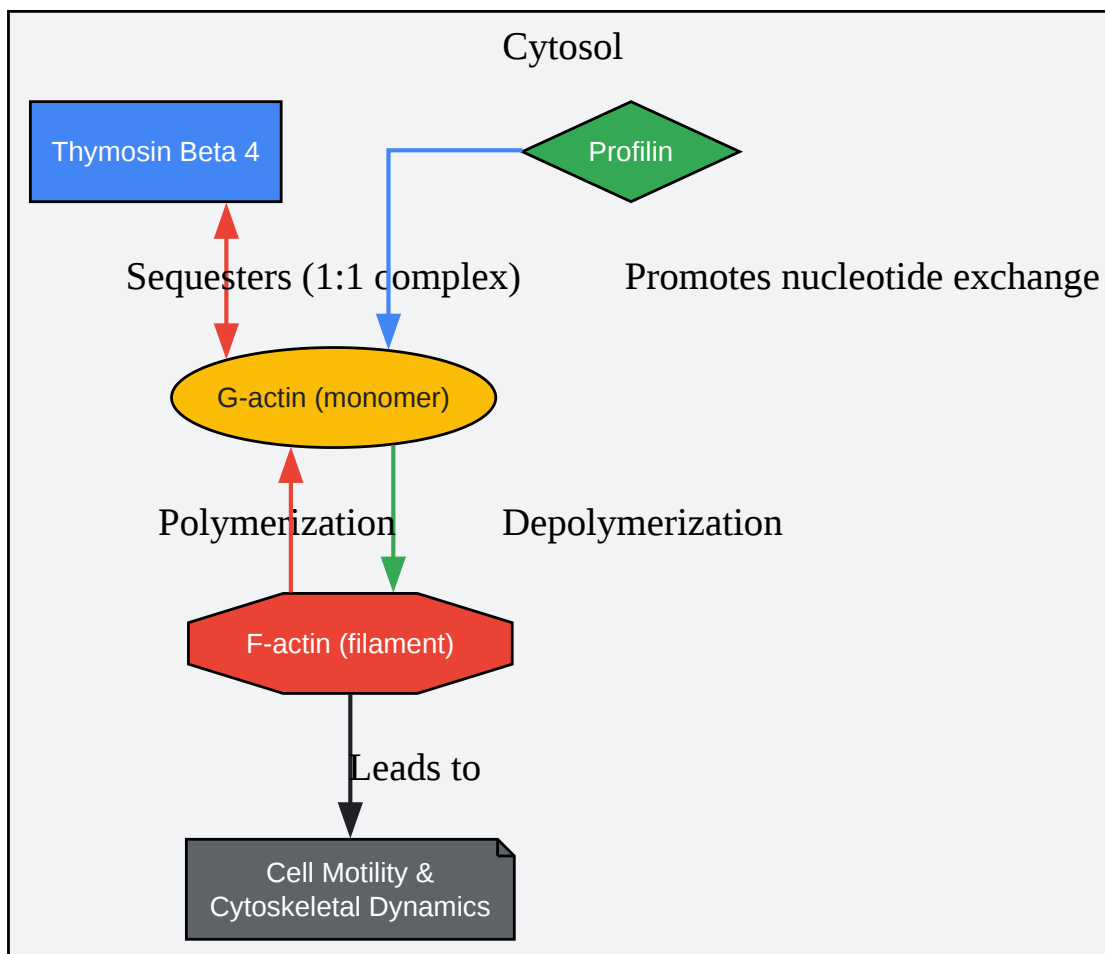 Cytosol
Thymosin Beta 4
Profilin
Sequesters (1:1 complex)
Promotes nucleotide exchange
G-actin (monomer)
Polymerization
Depolymerization
F-actin (filament)
Leads to
Cell Motility &
Cytoskeletal Dynamics